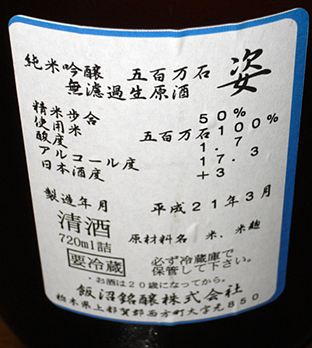 純米吟醸 五百万石 姿
無濾過生原酒
精米歩合 50%
使用米 五百万石100%
酸度 1.7
アルコール度 17.3
日本酒度 +3
製造年月 平成21年3月
清酒 原材料名 米、米麹
720ml詰
要冷蔵 必ず冷蔵庫で
保管して下さい。
・お酒は20歳になってから。
飯沼銘醸株式会社
栃木県上都賀郡西方町大字元850